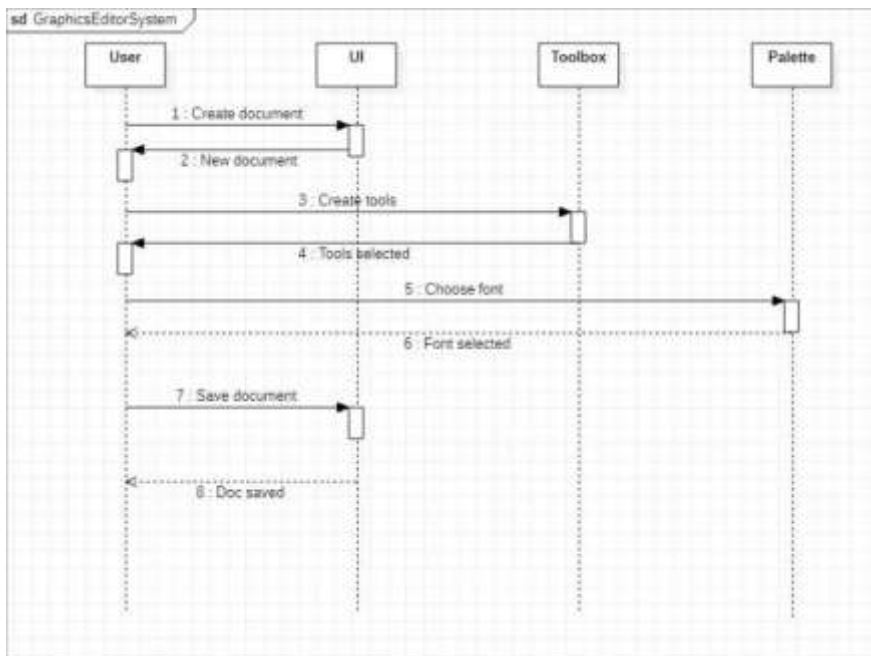 sd GraphicsEditorSystem
User
UI
Toolbox
Palette
1 : Create document
2 : New document
3 : Create tools
4 : Tools selected
5 : Choose font
6 : Font selected
7 : Save document
8 : Doc saved